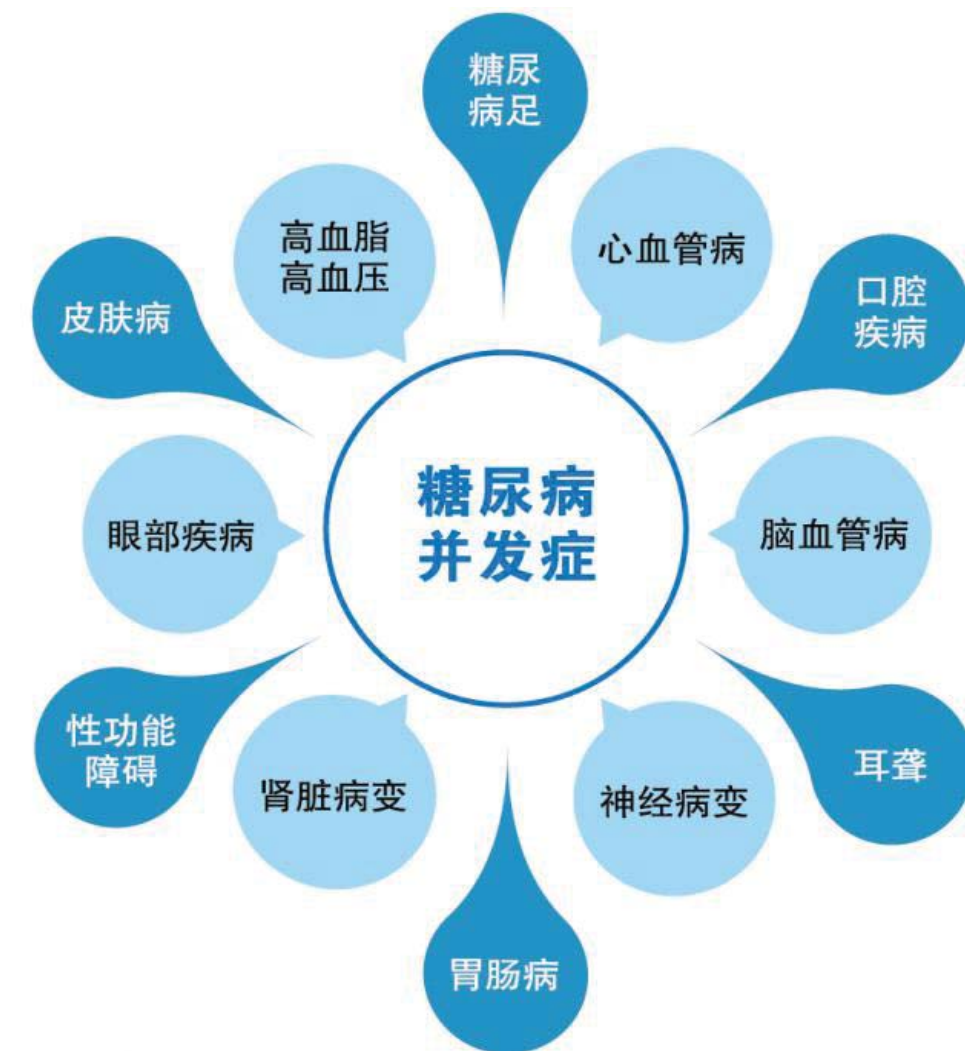 糖尿
病足
高血脂
高血压
心血管病
皮肤病
口腔
疾病
糖尿病
并发症
眼部疾病
脑血管病
性功能
障碍
肾脏病变
神经病变
耳聋
胃肠病